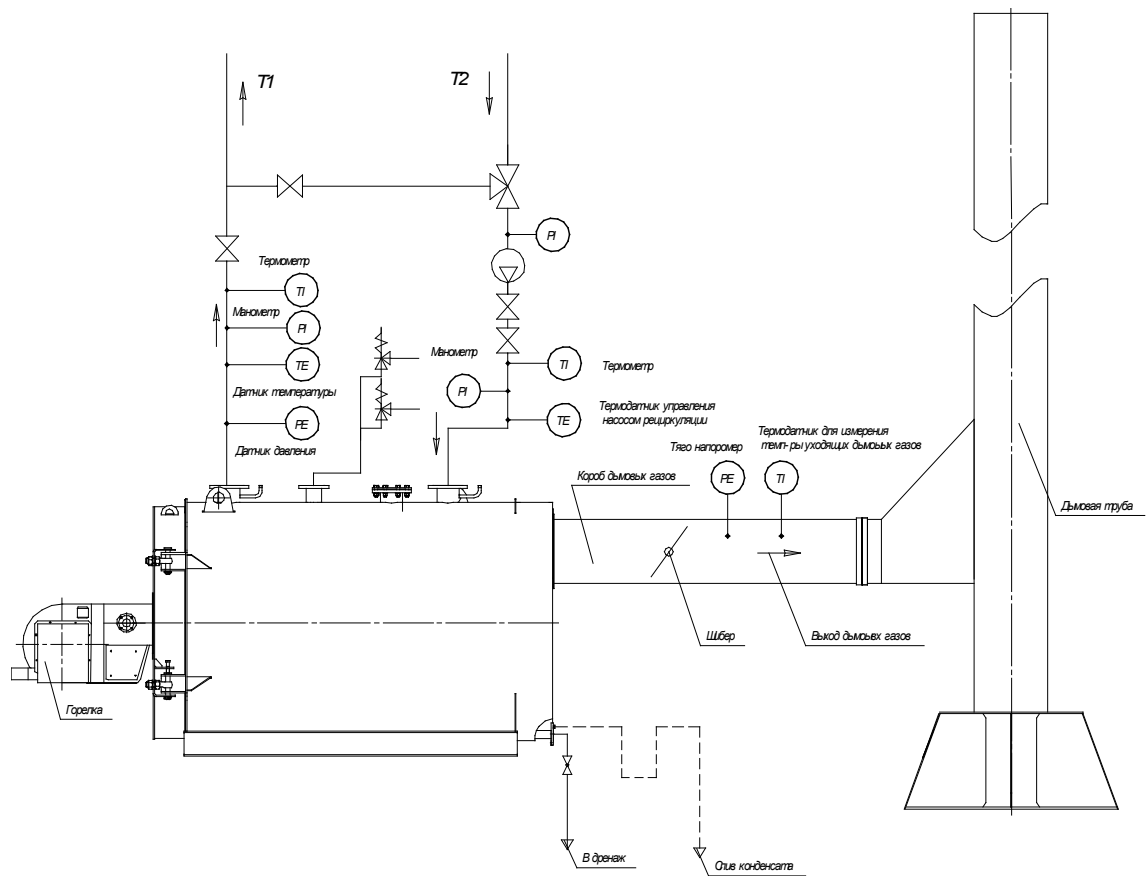 T1
T2
PI
Термометр
TI
Манометр
PI
TE
Датчик температуры
PE
Датчик давления
Манометр
PI
TI
Термометр
TE
Термодатчик управления
насосом рециркуляции
Тяго напоромер
PE
Термодатчик для измерения
темп-ры уходящих дымовых газов
TI
Короб дымовых газов
Дымовая труба
Шибер
Выход дымовых газов
Горелка
В дренаж
Слив конденсата